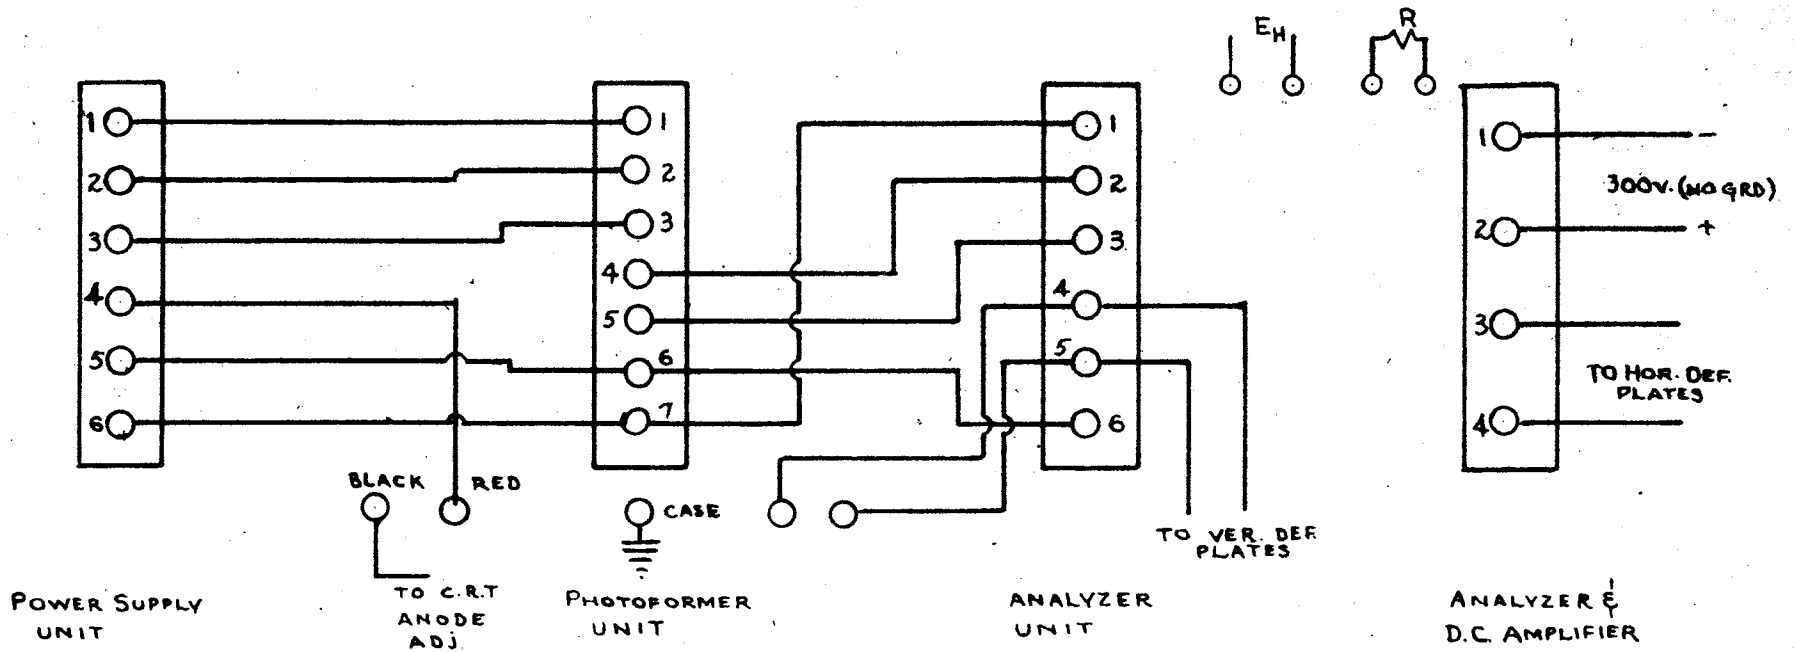 E H
R
1
2
3
4
5
6
BLACK
RED
1
2
3
4
5
6
7
CASE
1
2
3
4
5
6
TO VER. DEF.
PLATES
1
2
3
4
-
300V. (NO GRD)
+
TO HOR. DEF.
PLATES
POWER SUPPLY
UNIT
TO C.R.T
ANODE
ADJ.
PHOTOFORMER
UNIT
ANALYZER
UNIT
ANALYZER &
D.C. AMPLIFIER